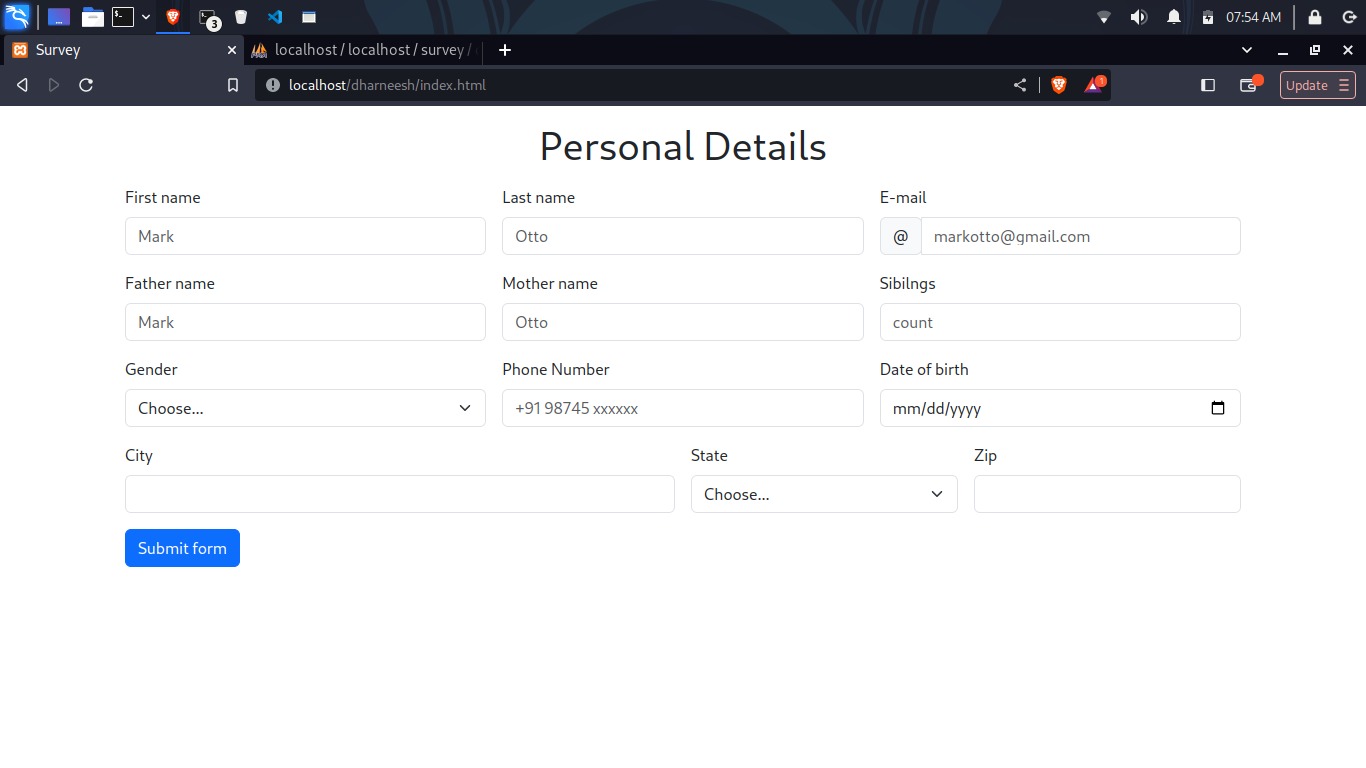 3 07:54 AM
Survey localhost / localhost / survey /
localhost/dharneesh/index.html 1 Update
Personal Details
First name Last name E-mail
Mark Otto @ markotto@gmail.com
Father name Mother name Sibilngs
Mark Otto count
Gender Phone Number Date of birth
Choose... +91 98745 xxxxxx mm/dd/yyyy
City State Zip
Choose...
Submit form